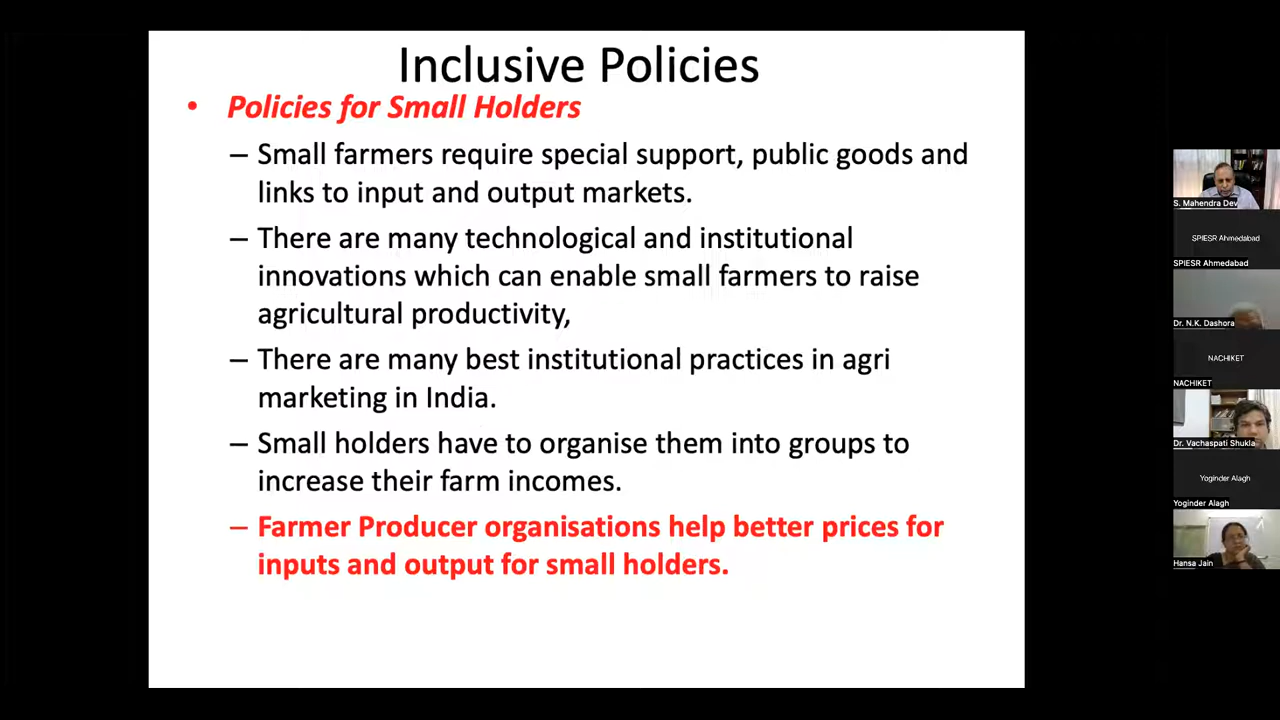 Inclusive Policies
• Policies for Small Holders
– Small farmers require special support, public goods and
links to input and output markets.
– There are many technological and institutional
innovations which can enable small farmers to raise
agricultural productivity,
– There are many best institutional practices in agri
marketing in India.
– Small holders have to organise them into groups to
increase their farm incomes.
– Farmer Producer organisations help better prices for
inputs and output for small holders.
S. Mahendra Dev
SPIESR Ahmedabad
SPIESR Ahmedabad
Dr. N.K. Dashora
NACHIKET
NACHIKET
Dr. Vachaspati Shukla
Yoginder Alagh
Yoginder Alagh
Hansa Jain